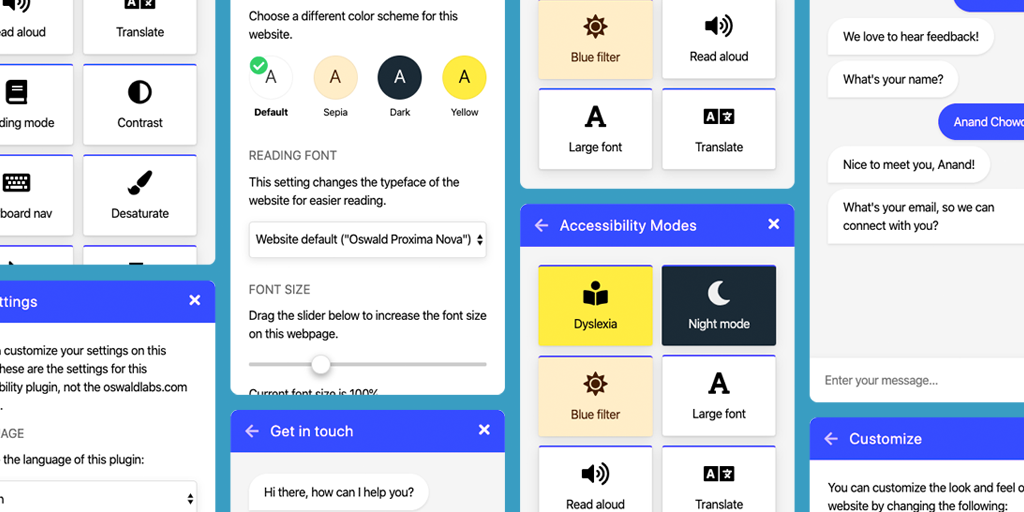 ad aloud
Translate
ding mode
Contrast
board nav
Desaturate
ttings
customize your settings on this
hese are the settings for this
bility plugin, not the oswaldlabs.com
AGE
the language of this plugin:
Choose a different color scheme for this
website.
A
A
A
A
Default
Sepia
Dark
Yellow
READING FONT
This setting changes the typeface of the
website for easier reading.
Website default ("Oswald Proxima Nova")
FONT SIZE
Drag the slider below to increase the font size
on this webpage.
Current font size is 100%
Get in touch
Hi there, how can I help you?
Blue filter
Read aloud
A
Large font
Translate
Accessibility Modes
Dyslexia
Night mode
Blue filter
A
Large font
Read aloud
Translate
We love to hear feedback!
What's your name?
Anand Chowd
Nice to meet you, Anand!
What's your email, so we can
connect with you?
Enter your message...
Customize
You can customize the look and feel o
website by changing the following: